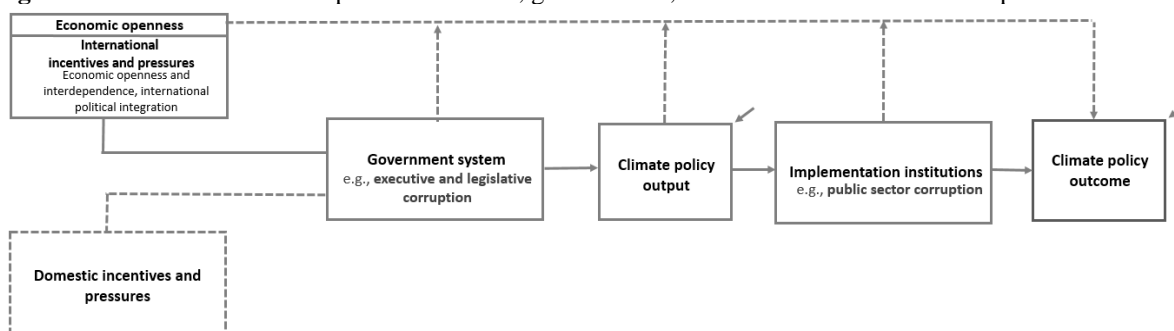 Economic openness
International
incentives and pressures
Economic openness and
interdependence, international
political integration
Government system
e.g., executive and legislative
corruption
Climate policy
output
Implementation institutions
e.g., public sector corruption
Climate policy
outcome
Domestic incentives and
pressures